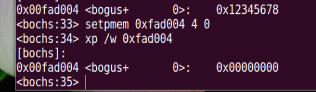 0x00fad004 <bogus+ 0>: 0x12345678
<bochs:33> setpmem 0xfad004 4 0
<bochs:34> xp /w 0xfad004
[bochs]:
0x00fad004 <bogus+ 0>: 0x00000000
<bochs:35>